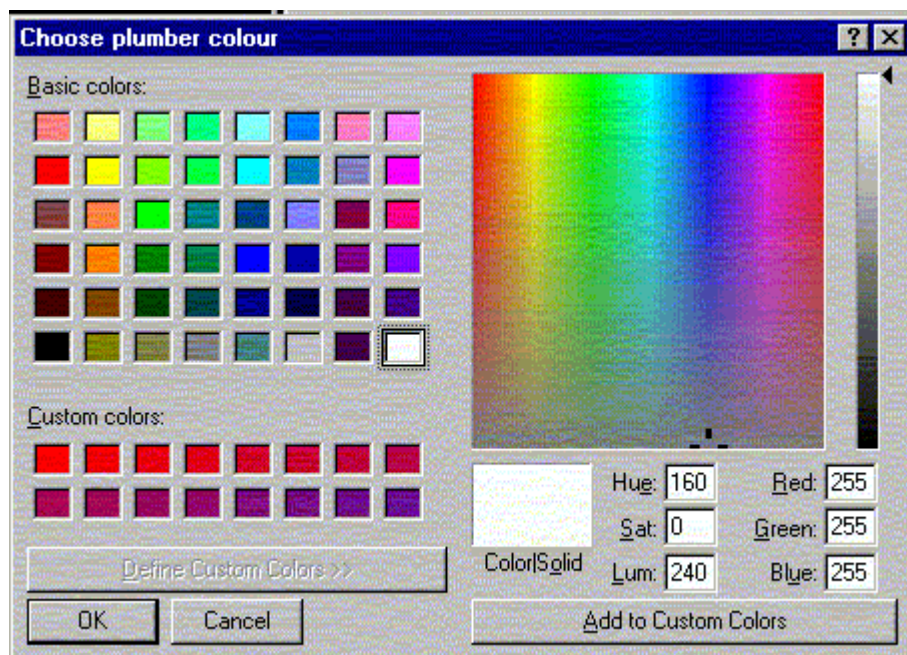 Choose plumber colour
Basic colors:
Custom colors:
Define Custom Colors >>
OK Cancel
Hue: 160 Red: 255
Sat: 0 Green: 255
Color|Solid
Lum: 240 Blue: 255
Add to Custom Colors